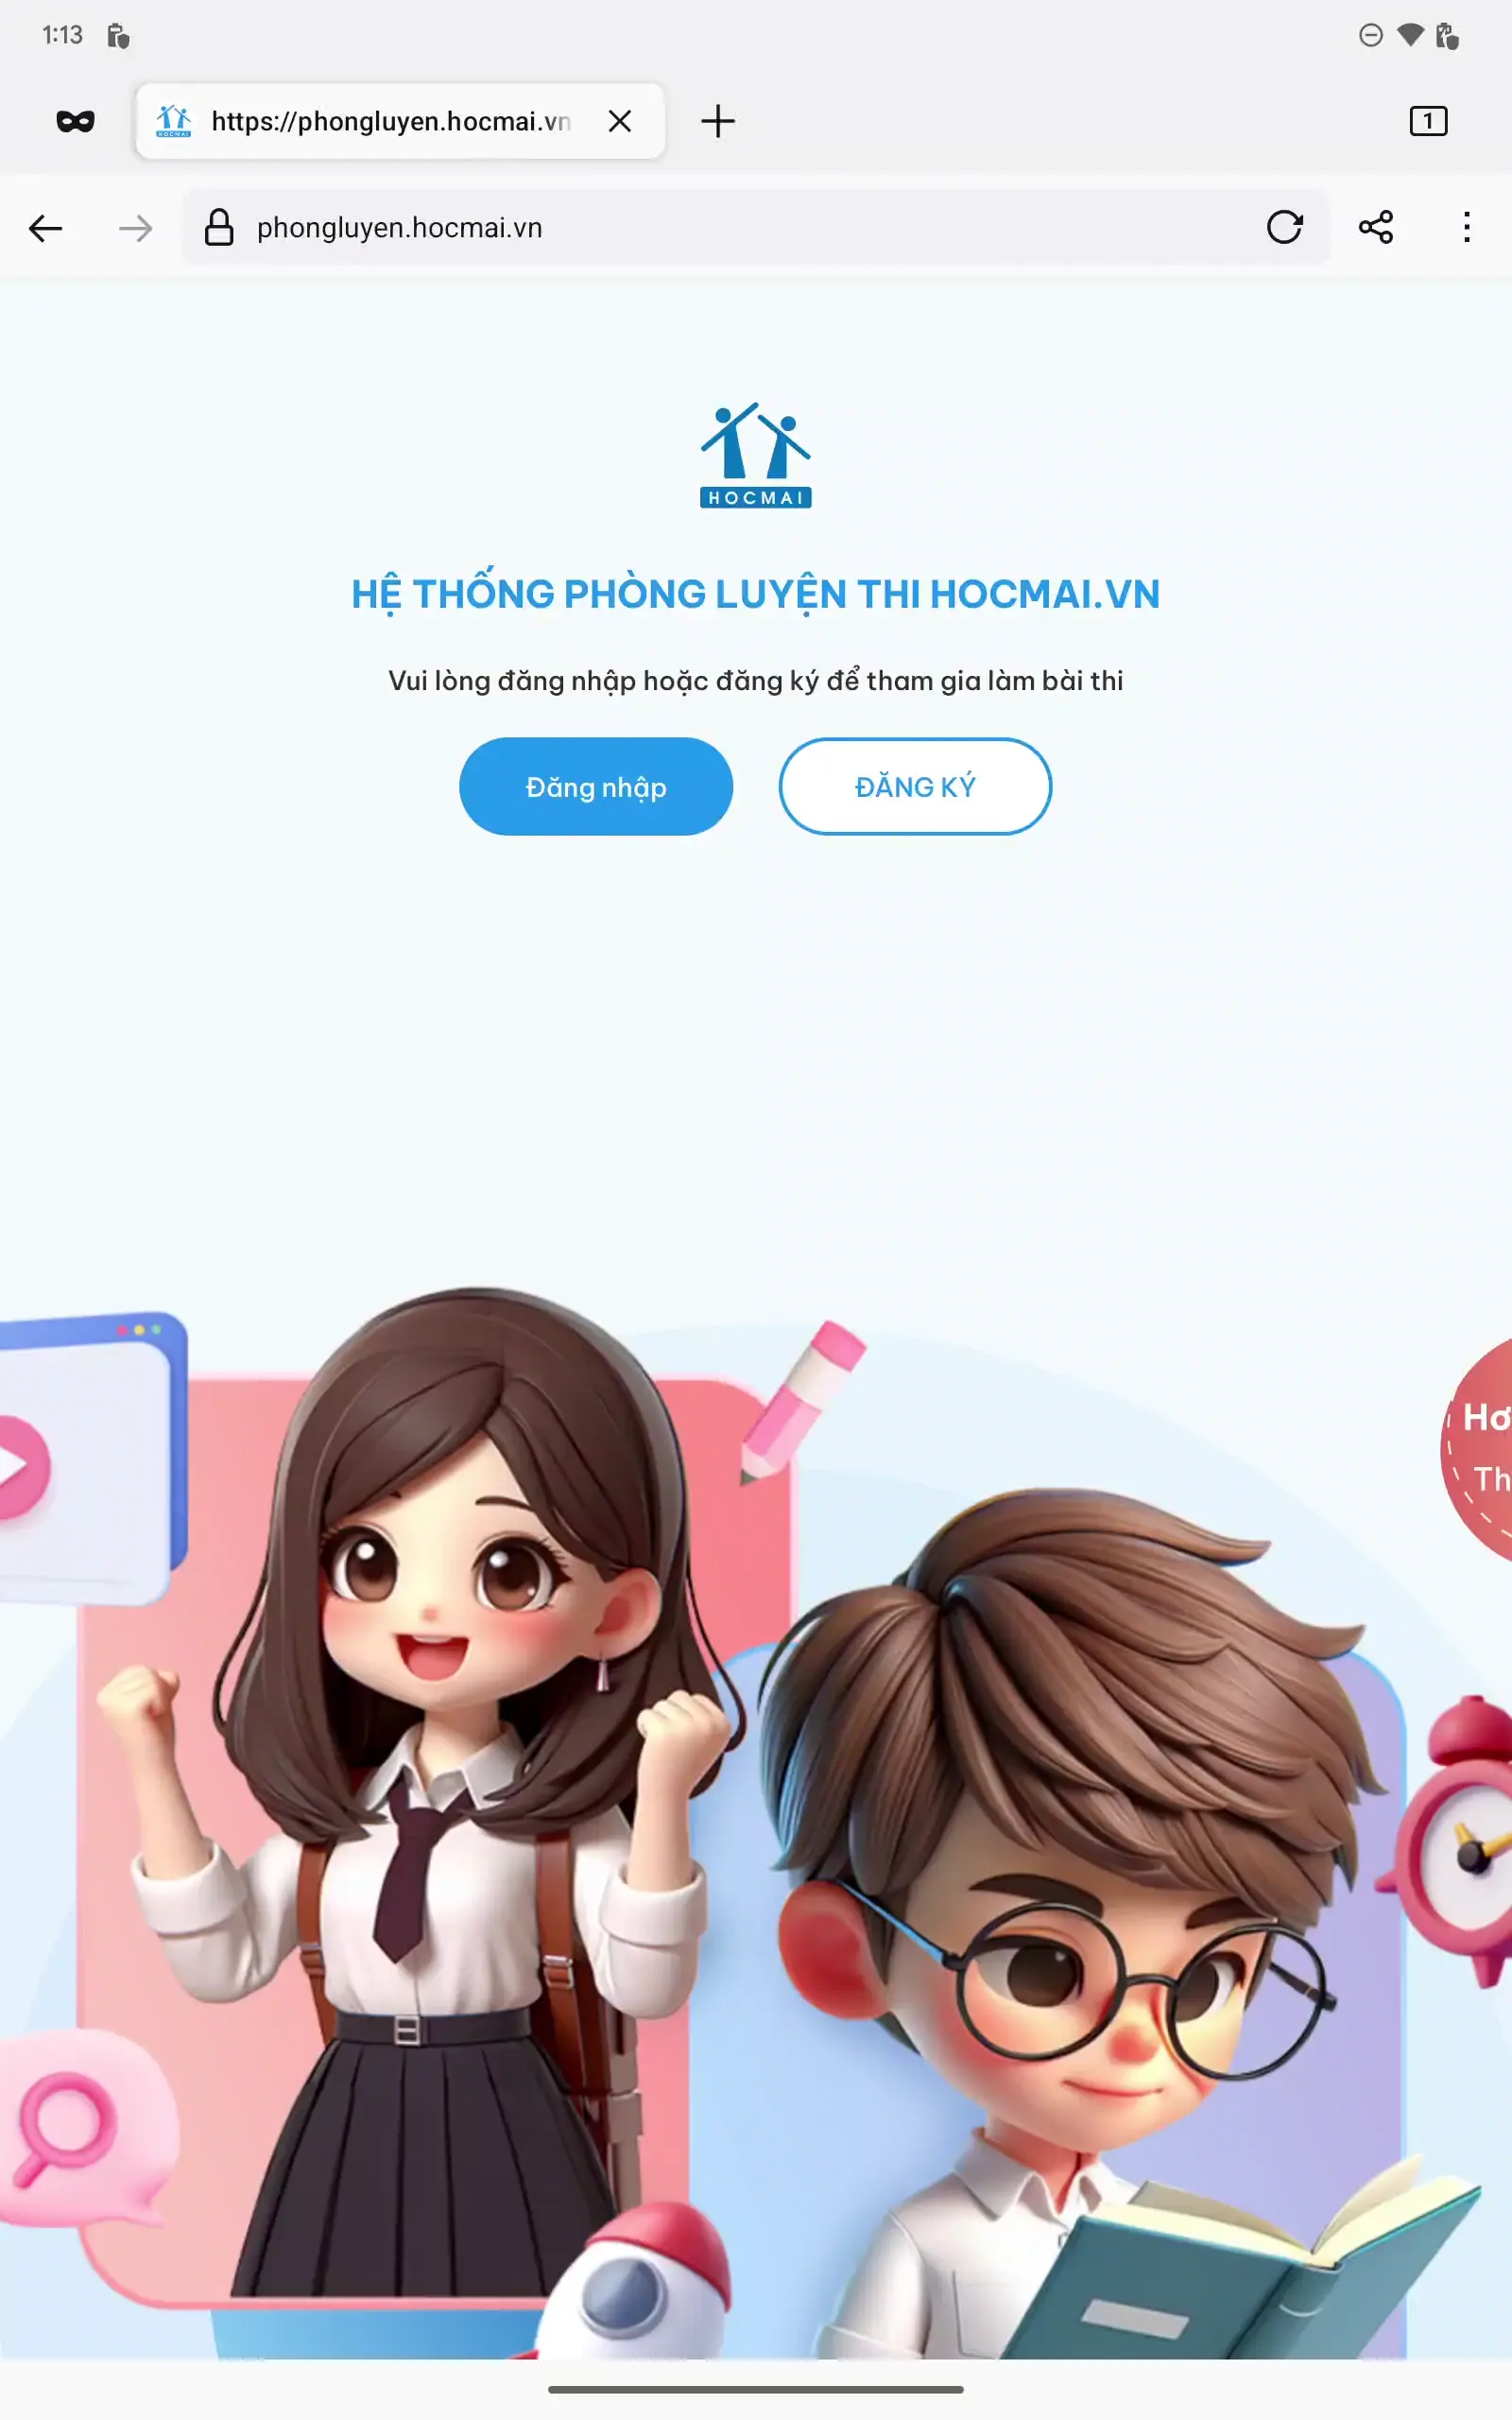 1:13
https://phongluyen.hocmai.vn
1
phongluyen.hocmai.vn
HOCMAI
HỆ THỐNG PHÒNG LUYỆN THI HOCMAI.VN
Vui lòng đăng nhập hoặc đăng ký để tham gia làm bài thi
Đăng nhập
ĐĂNG KÝ
Hơ
Th